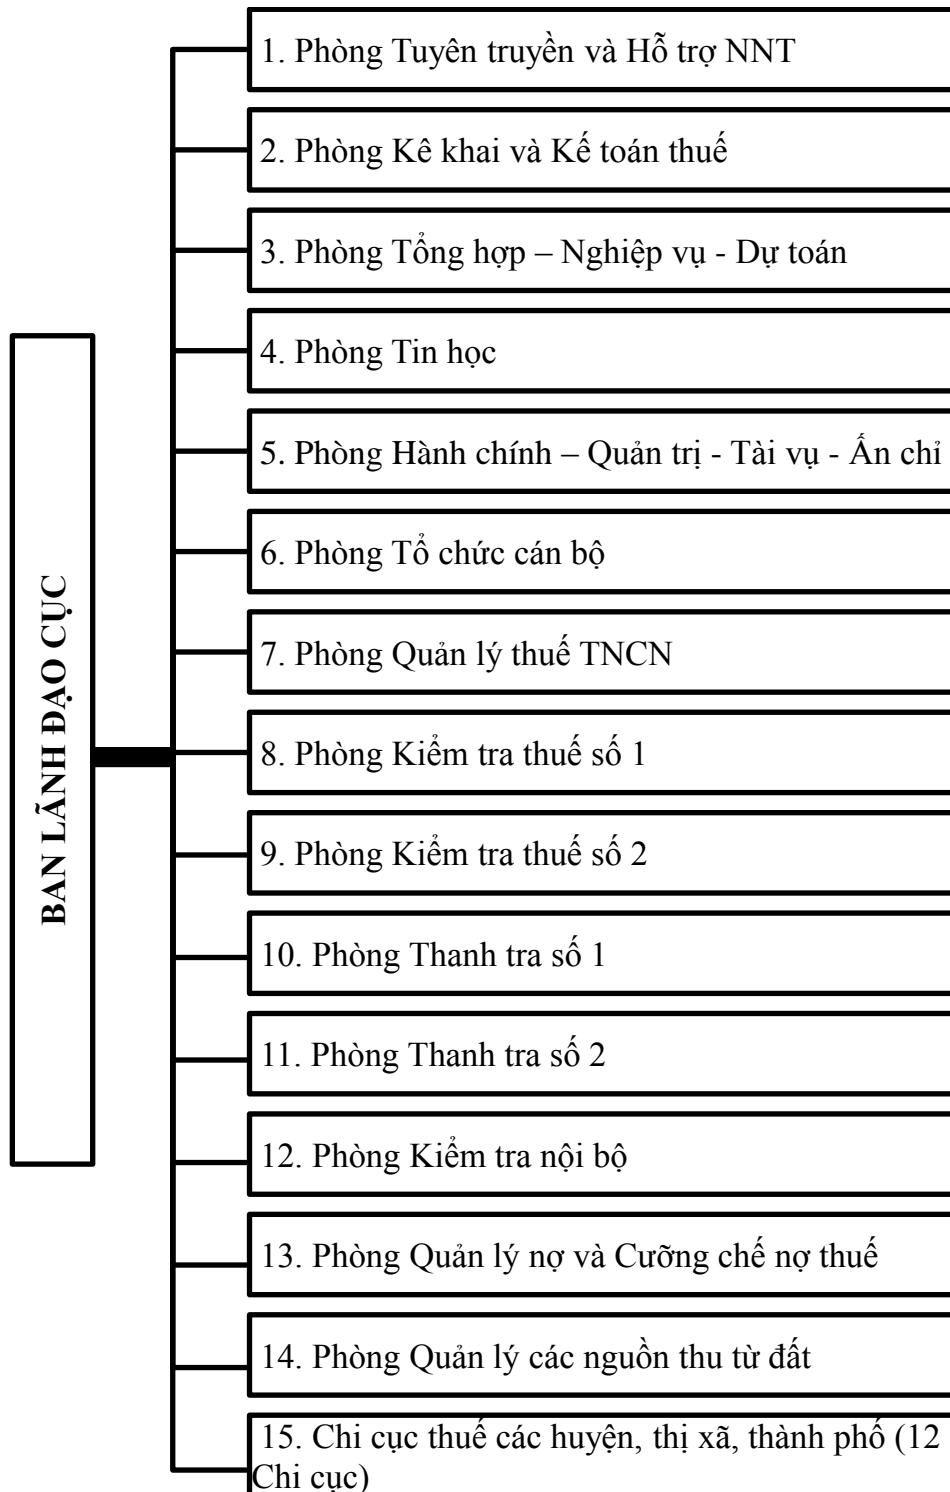 1. Phòng Tuyên truyền và Hỗ trợ NNT
2. Phòng Kê khai và Kế toán thuế
3. Phòng Tổng hợp – Nghiệp vụ - Dự toán
4. Phòng Tin học
5. Phòng Hành chính – Quản trị - Tài vụ - Ấn chỉ
6. Phòng Tổ chức cán bộ
BAN LÃNH ĐẠO CỤC
7. Phòng Quản lý thuế TNCN
8. Phòng Kiểm tra thuế số 1
9. Phòng Kiểm tra thuế số 2
10. Phòng Thanh tra số 1
11. Phòng Thanh tra số 2
12. Phòng Kiểm tra nội bộ
13. Phòng Quản lý nợ và Cưỡng chế nợ thuế
14. Phòng Quản lý các nguồn thu từ đất
15. Chi cục thuế các huyện, thị xã, thành phố (12
Chi cục)